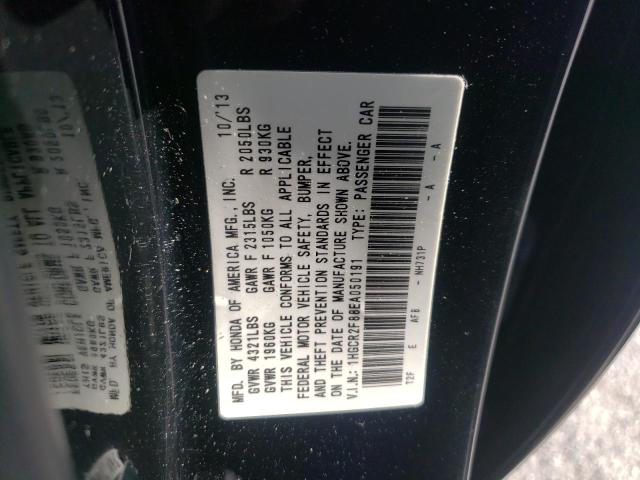 MFD. BY HONDA OF AMERICA MFG., INC. 10/13
GVWR 4321LBS GAWR F 2315LBS R 2050LBS
GVWR 1960KG GAWR F 1050KG R 930KG
THIS VEHICLE CONFORMS TO ALL APPLICABLE
FEDERAL MOTOR VEHICLE SAFETY, BUMPER,
AND THEFT PREVENTION STANDARDS IN EFFECT
ON THE DATE OF MANUFACTURE SHOWN ABOVE.
V.I.N.: 1HGCR2F88EA050191 TYPE: PASSENGER CAR
T2F E AFB - NH731P - A - A